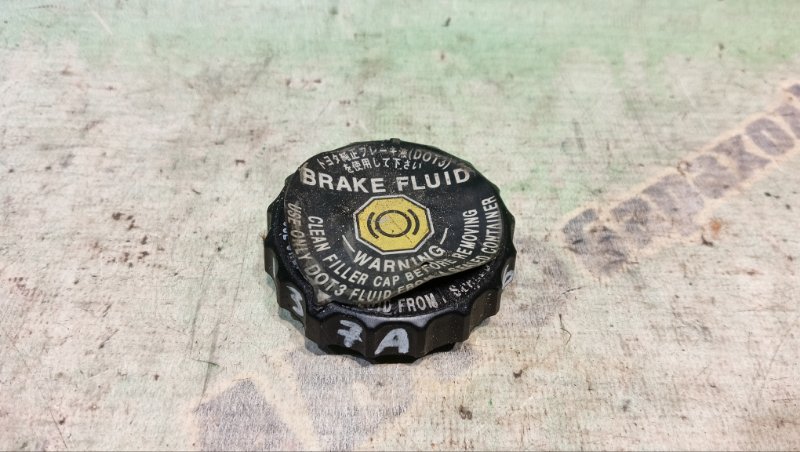 トヨタ純正ブレーキ液(DOT3)
を使用して下さい
BRAKE FLUID
WARNING
CLEAN FILLER CAP BEFORE REMOVING
USE ONLY DOT3 FLUID FROM SEALED CONTAINER
FROM
7A